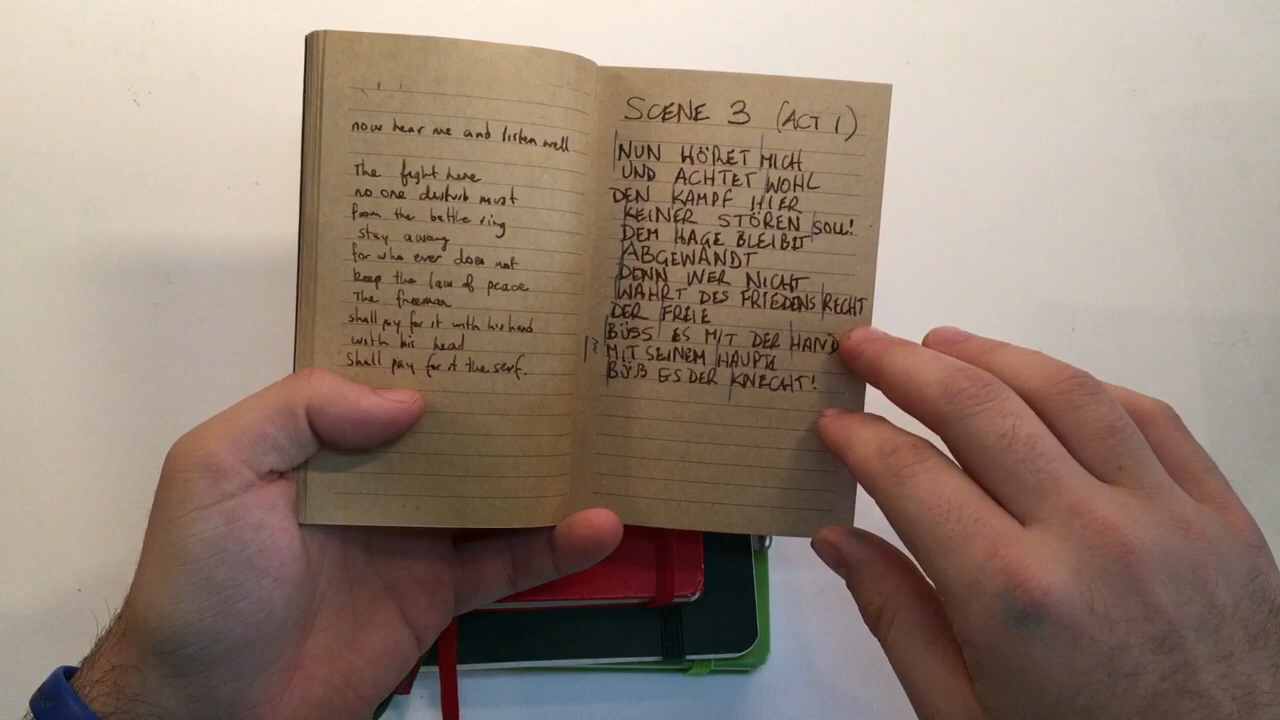 now hear me and listen well
The fight here
no one disturb must
from the battle ring
stay away
for who ever does not
keep the law of peace
The freeman
shall pay for it with his hand
with his head
shall pay for it the serf.
SCENE 3 (ACT 1)
NUN HÖRET MICH
UND ACHTET WOHL
DEN KAMPF HIER
KEINER STÖREN SOLL!
DEM HAGE BLEIBET
ABGEWANDT
DENN WER NICHT
WAHRT DES FRIEDENS RECHT
DER FREIE
BÜSS ES MIT DER HAND
MIT SEINEM HAUPT
BÜß ES DER KNECHT!